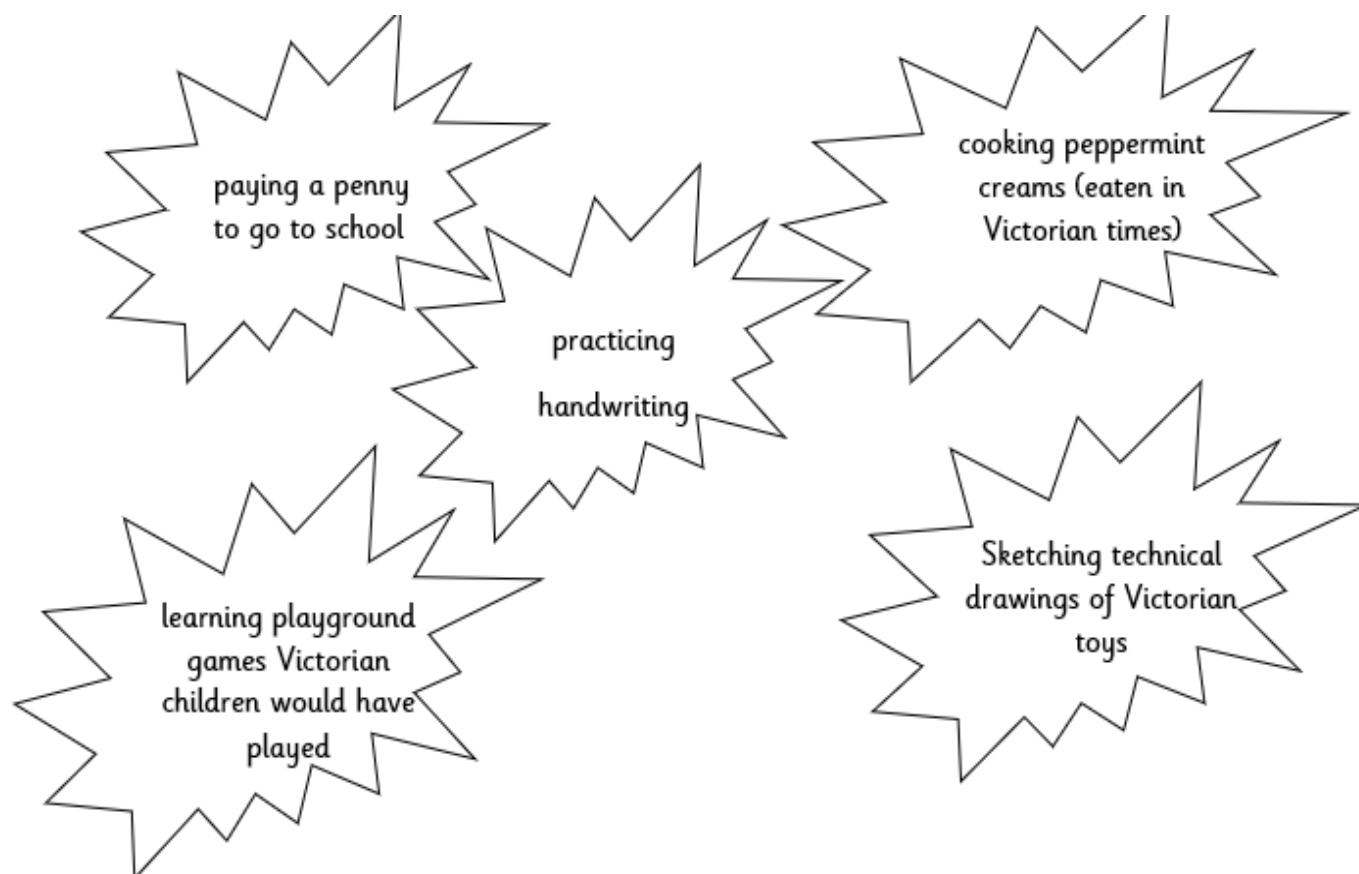 paying a penny
to go to school
cooking peppermint
creams (eaten in
Victorian times)
practicing
handwriting
learning playground
games Victorian
children would have
played
Sketching technical
drawings of Victorian
toys